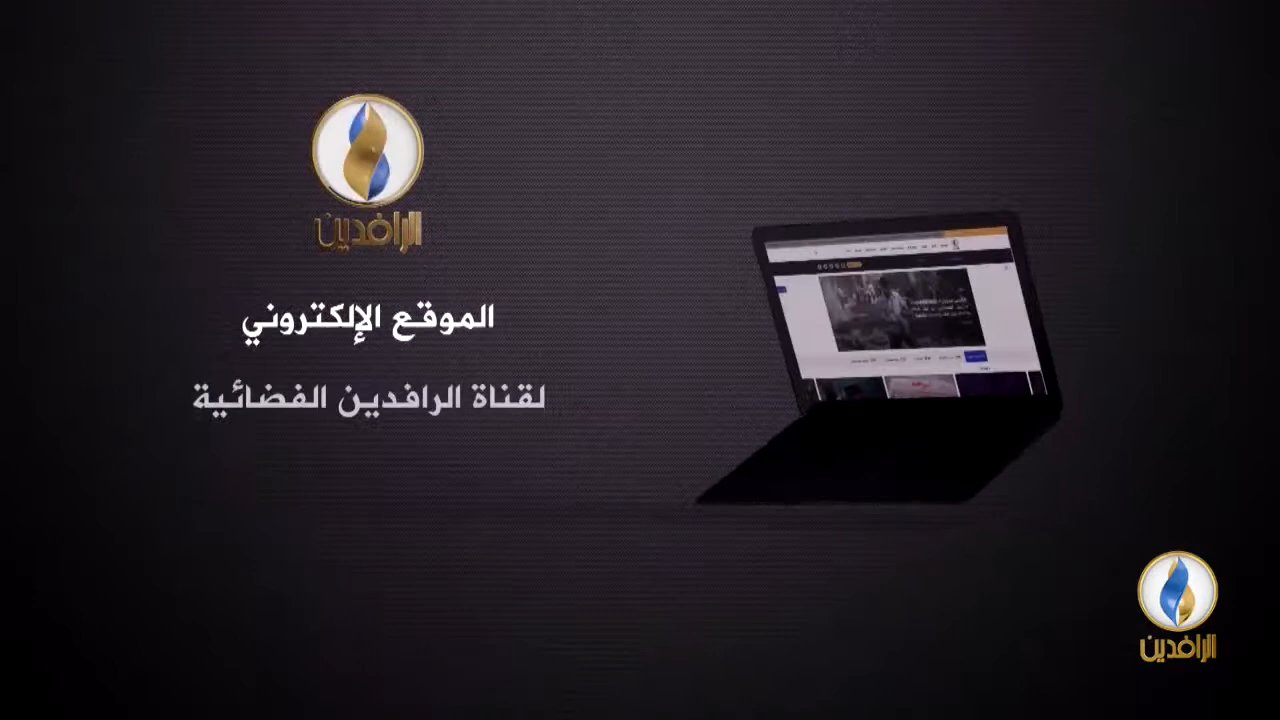 الرافدين
الموقع الإلكتروني
لقناة الرافدين الفضائية
الرافدين